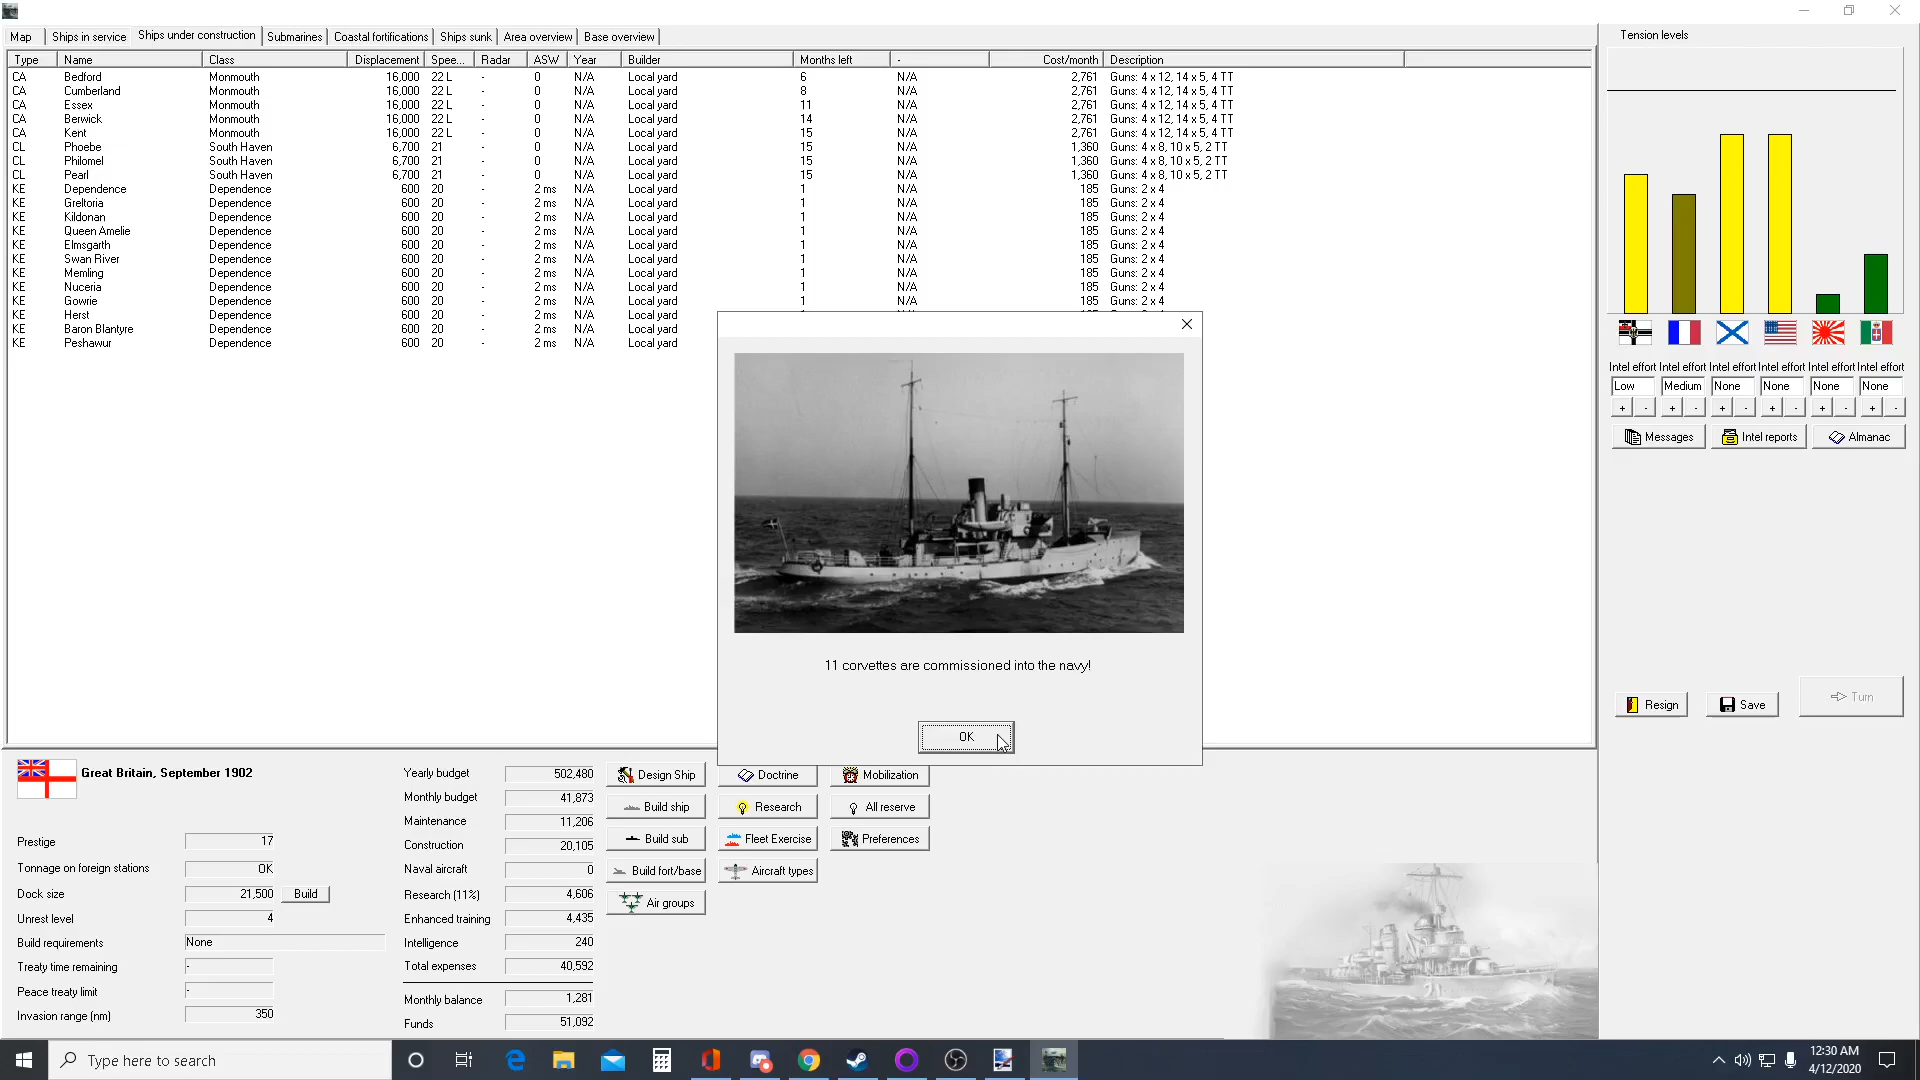 Map Ships in service Ships under construction Submarines Coastal fortifications Ships sunk Area overview Base overview
Type Name Class Displacement Spee... Radar ASW Year Builder Months left - Cost/month Description
CA Bedford Monmouth 16,000 22 L - 0 N/A Local yard 6 N/A 2,761 Guns: 4 x 12, 14 x 5, 4 TT
CA Cumberland Monmouth 16,000 22 L - 0 N/A Local yard 8 N/A 2,761 Guns: 4 x 12, 14 x 5, 4 TT
CA Essex Monmouth 16,000 22 L - 0 N/A Local yard 11 N/A 2,761 Guns: 4 x 12, 14 x 5, 4 TT
CA Berwick Monmouth 16,000 22 L - 0 N/A Local yard 14 N/A 2,761 Guns: 4 x 12, 14 x 5, 4 TT
CA Kent Monmouth 16,000 22 L - 0 N/A Local yard 15 N/A 2,761 Guns: 4 x 12, 14 x 5, 4 TT
CL Phoebe South Haven 6,700 21 - 0 N/A Local yard 15 N/A 1,360 Guns: 4 x 8, 10 x 5, 2 TT
CL Philomel South Haven 6,700 21 - 0 N/A Local yard 15 N/A 1,360 Guns: 4 x 8, 10 x 5, 2 TT
CL Pearl South Haven 6,700 21 - 0 N/A Local yard 15 N/A 1,360 Guns: 4 x 8, 10 x 5, 2 TT
KE Dependence Dependence 600 20 - 2 ms N/A Local yard 1 N/A 185 Guns: 2 x 4
KE Greltoria Dependence 600 20 - 2 ms N/A Local yard 1 N/A 185 Guns: 2 x 4
KE Kildonan Dependence 600 20 - 2 ms N/A Local yard 1 N/A 185 Guns: 2 x 4
KE Queen Amelie Dependence 600 20 - 2 ms N/A Local yard 1 N/A 185 Guns: 2 x 4
KE Elmsgarth Dependence 600 20 - 2 ms N/A Local yard 1 N/A 185 Guns: 2 x 4
KE Swan River Dependence 600 20 - 2 ms N/A Local yard 1 N/A 185 Guns: 2 x 4
KE Memling Dependence 600 20 - 2 ms N/A Local yard 1 N/A 185 Guns: 2 x 4
KE Nuceria Dependence 600 20 - 2 ms N/A Local yard 1 N/A 185 Guns: 2 x 4
KE Gowrie Dependence 600 20 - 2 ms N/A Local yard 1 N/A 185 Guns: 2 x 4
KE Herst Dependence 600 20 - 2 ms N/A Local yard
KE Baron Blantyre Dependence 600 20 - 2 ms N/A Local yard
KE Peshawur Dependence 600 20 - 2 ms N/A Local yard
11 corvettes are commissioned into the navy!
OK
Tension levels
Intel effort Intel effort Intel effort Intel effort Intel effort Intel effort
Low Medium None None None None
+ - + - + - + - + - + -
Messages Intel reports Almanac
Resign Save Turn
Great Britain, September 1902
Prestige 17
Tonnage on foreign stations OK
Dock size 21,500 Build
Unrest level 4
Build requirements None
Treaty time remaining -
Peace treaty limit -
Invasion range (nm) 350
Yearly budget 502,480
Monthly budget 41,873
Maintenance 11,206
Construction 20,105
Naval aircraft 0
Research (11%) 4,606
Enhanced training 4,435
Intelligence 240
Total expenses 40,592
Monthly balance 1,281
Funds 51,092
Design Ship Doctrine Mobilization
Build ship Research All reserve
Build sub Fleet Exercise Preferences
Build fort/base Aircraft types
Air groups
Type here to search
12:30 AM
4/12/2020